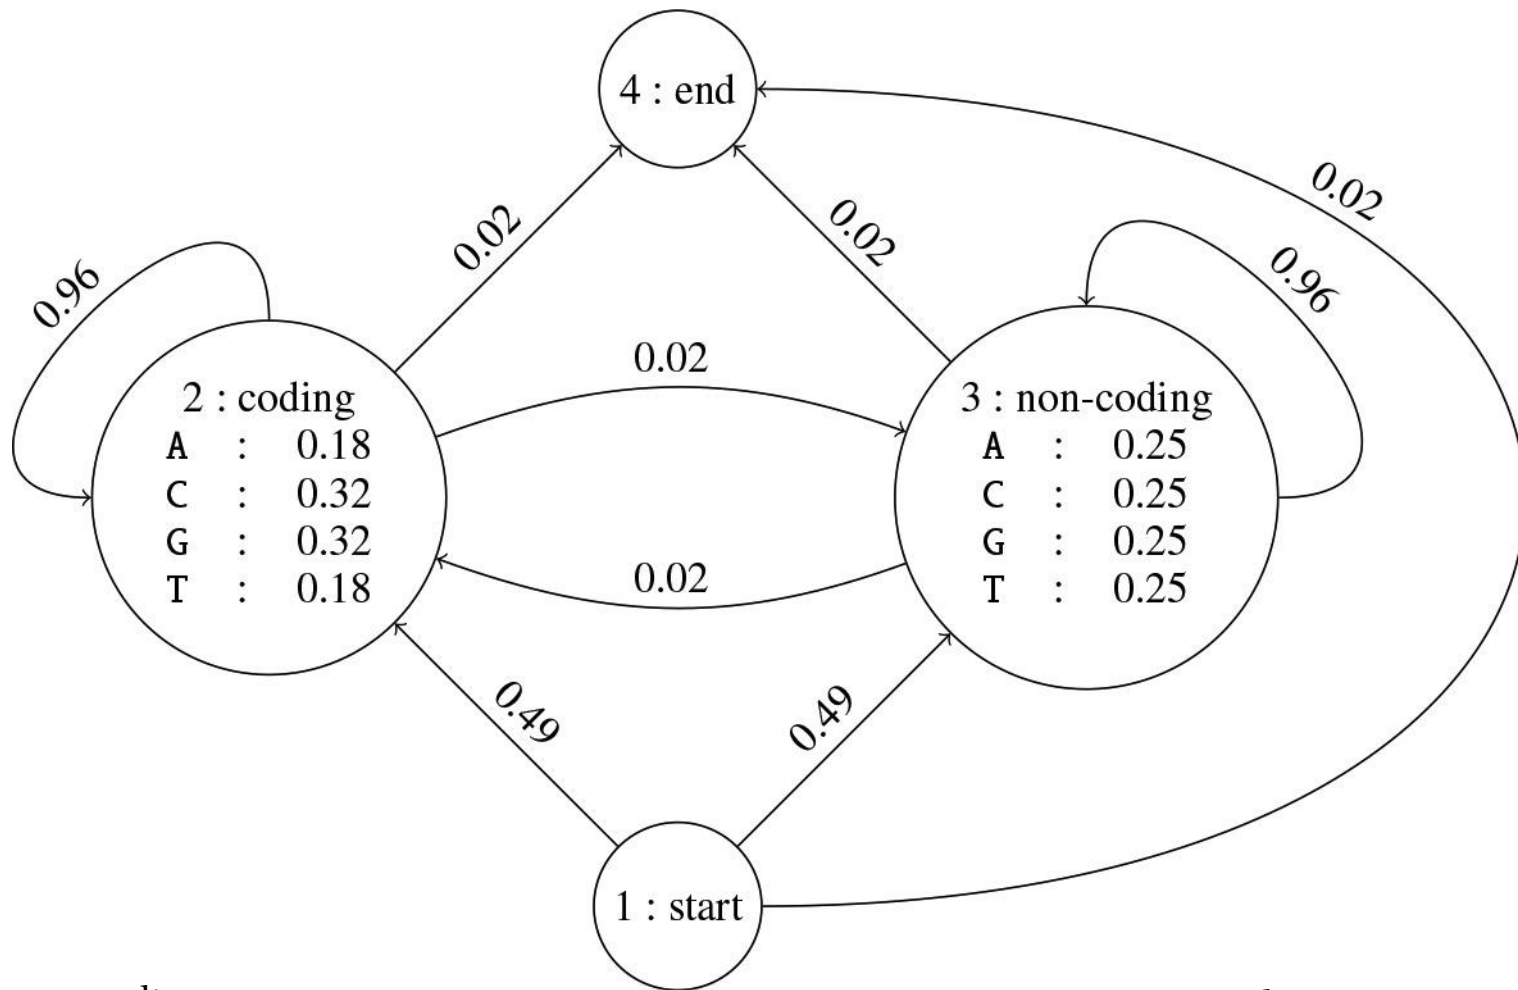 4 : end
0.02
0.02
0.02
0.96
0.96
0.02
2 : coding
A : 0.18
C : 0.32
G : 0.32
T : 0.18
3 : non-coding
A : 0.25
C : 0.25
G : 0.25
T : 0.25
0.02
0.49
0.49
1 : start